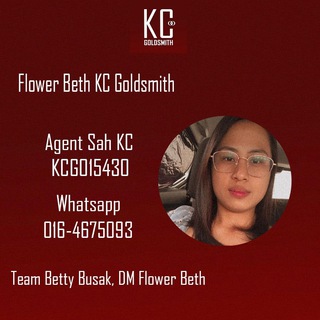 KC
GOLDSMITH
Flower Beth KC Goldsmith
Agent Sah KC
KCG015430
Whatsapp
016-4675093
Team Betty Busak, DM Flower Beth